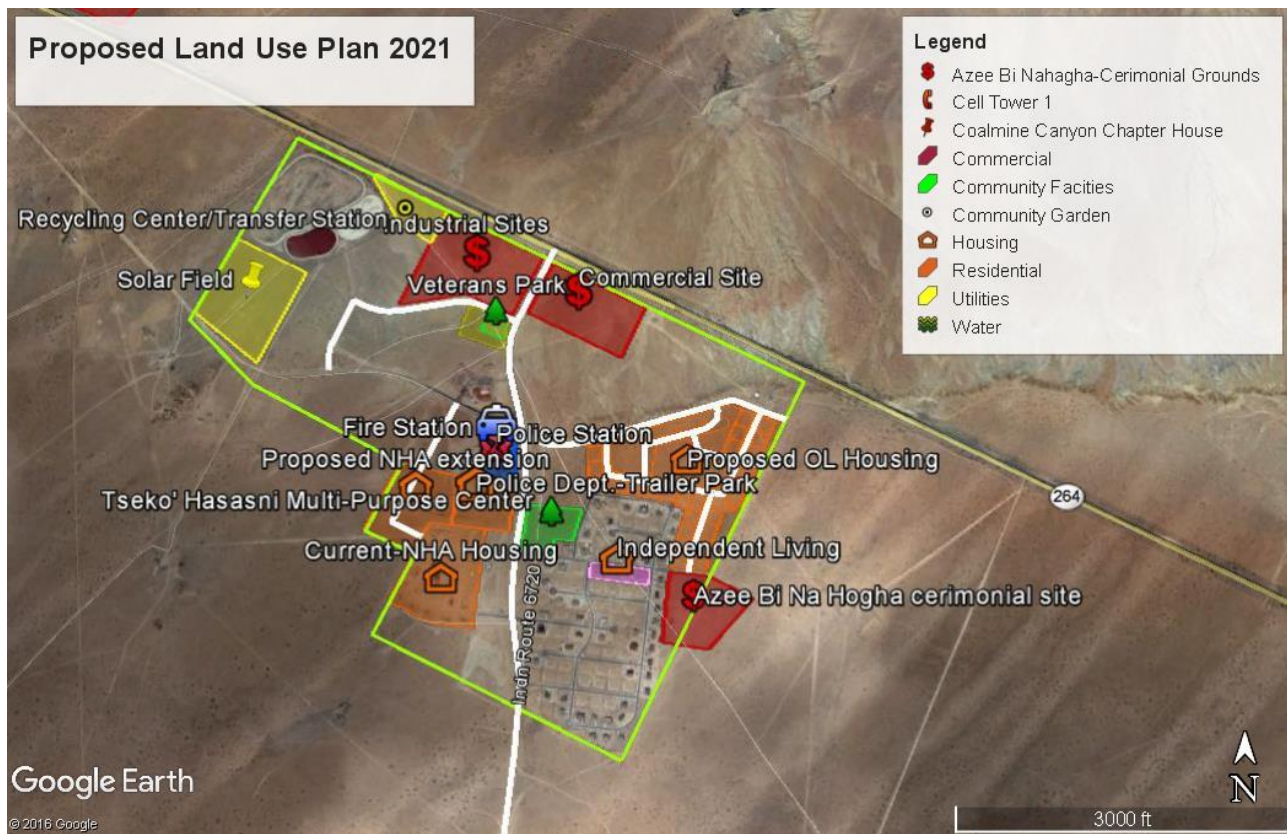 Proposed Land Use Plan 2021
Legend
Azee Bi Nahagha-Cerimonial Grounds
Cell Tower 1
Coalmine Canyon Chapter House
Commercial
Community Facities
Community Garden
Housing
Residential
Utilities
Water
Recycling Center/Transfer Station
Industrial Sites
Solar Field
Veterans Park
Commercial Site
Fire Station
Police Station
Proposed NHA extension
Proposed OL Housing
Police Dept.-Trailer Park
Tseko' Hasasni Multi-Purpose Center
264
Current-NHA Housing
Independent Living
Azee Bi Na Hogha cerimonial site
Indn Route 6720
Google Earth
© 2016 Google
N
3000 ft